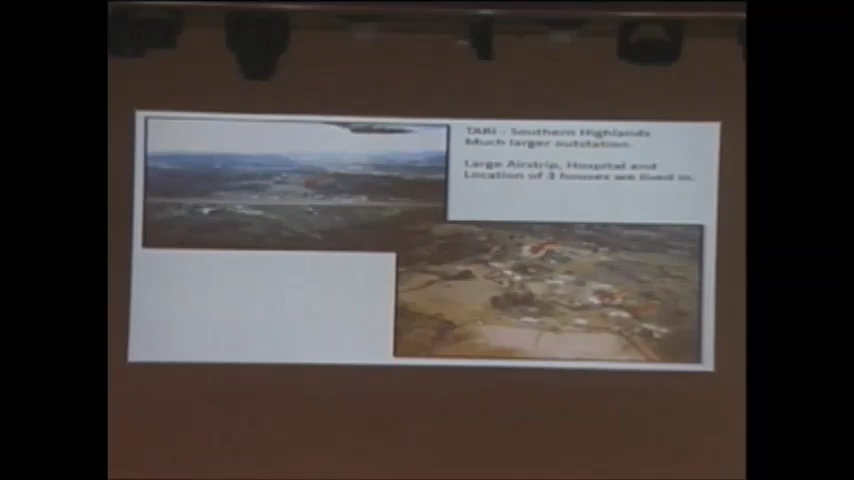 TARI - Southern Highlands
Much larger outstation.
Large Airstrip, Hospital and
Location of 3 houses we lived in.